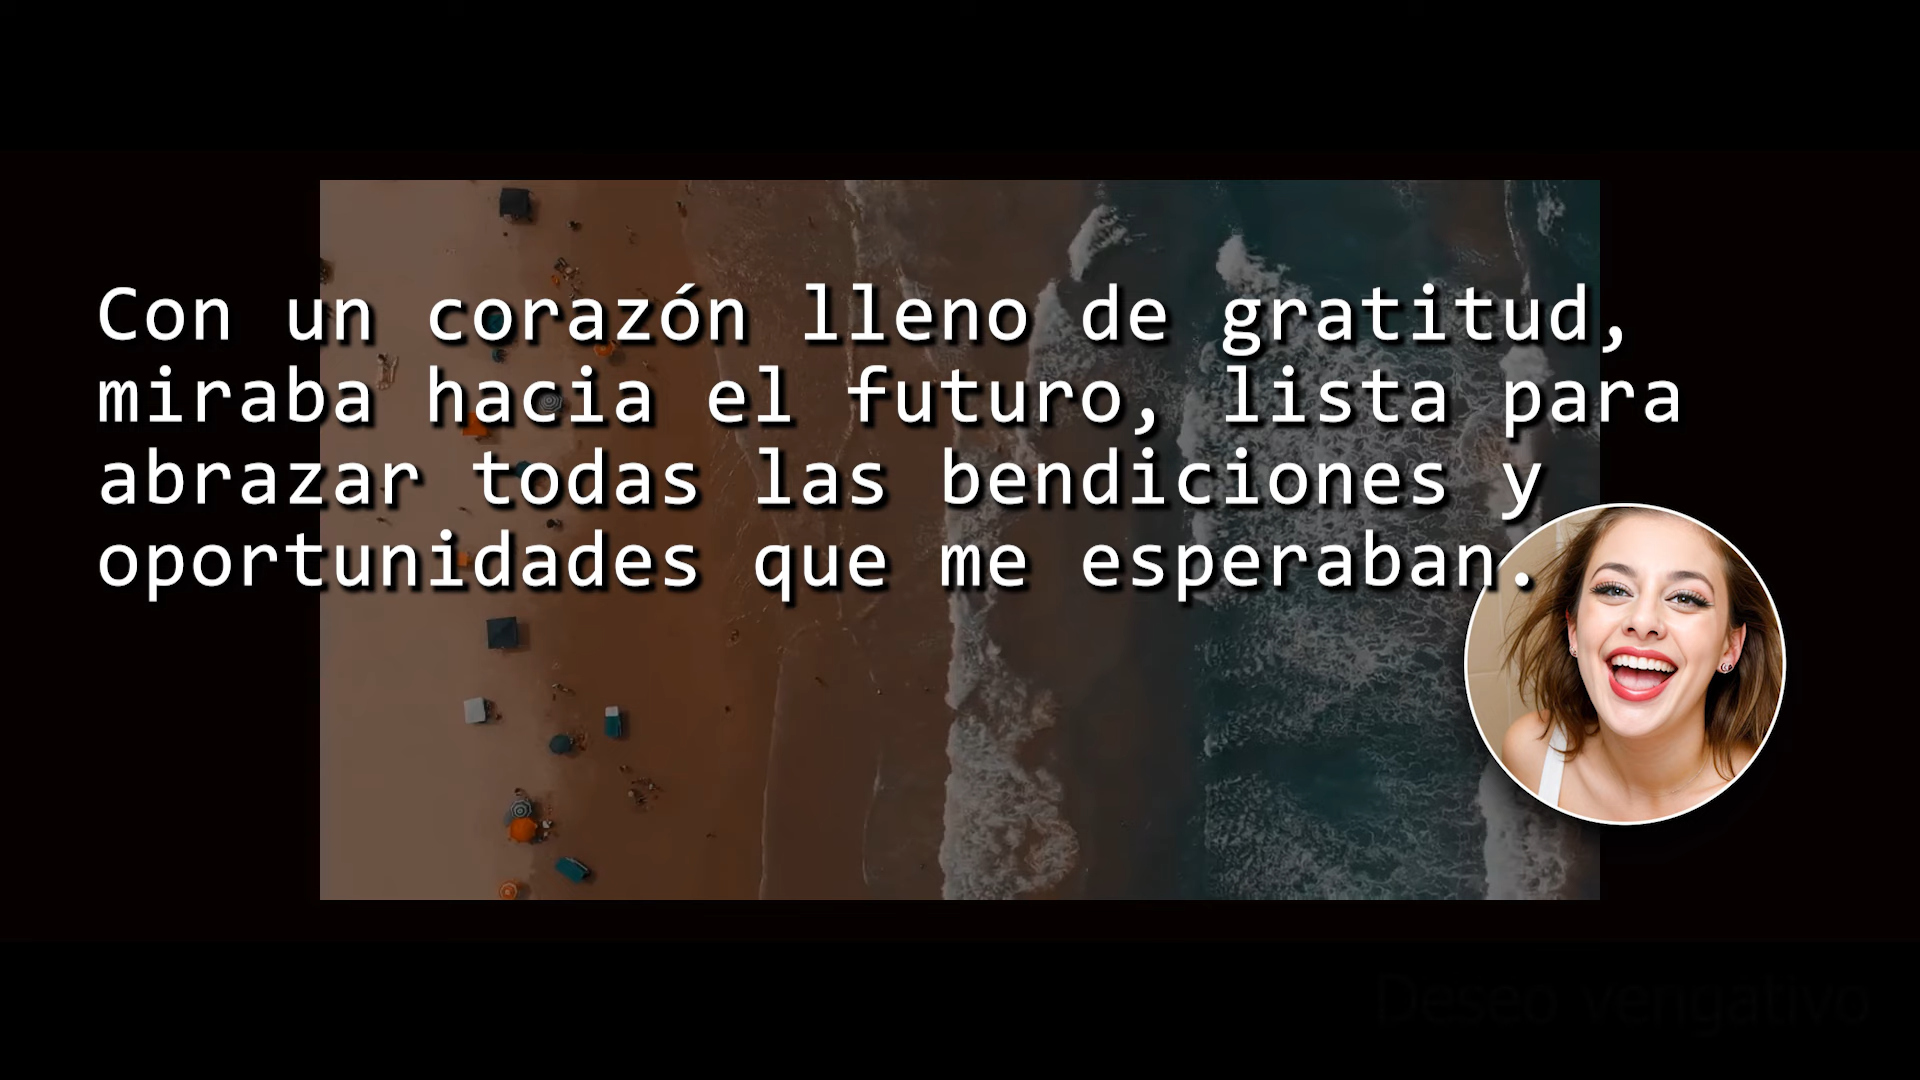 Con un corazón lleno de gratitud,
miraba hacia el futuro, lista para
abrazar todas las bendiciones y
oportunidades que me esperaban.
Deseo vengativo